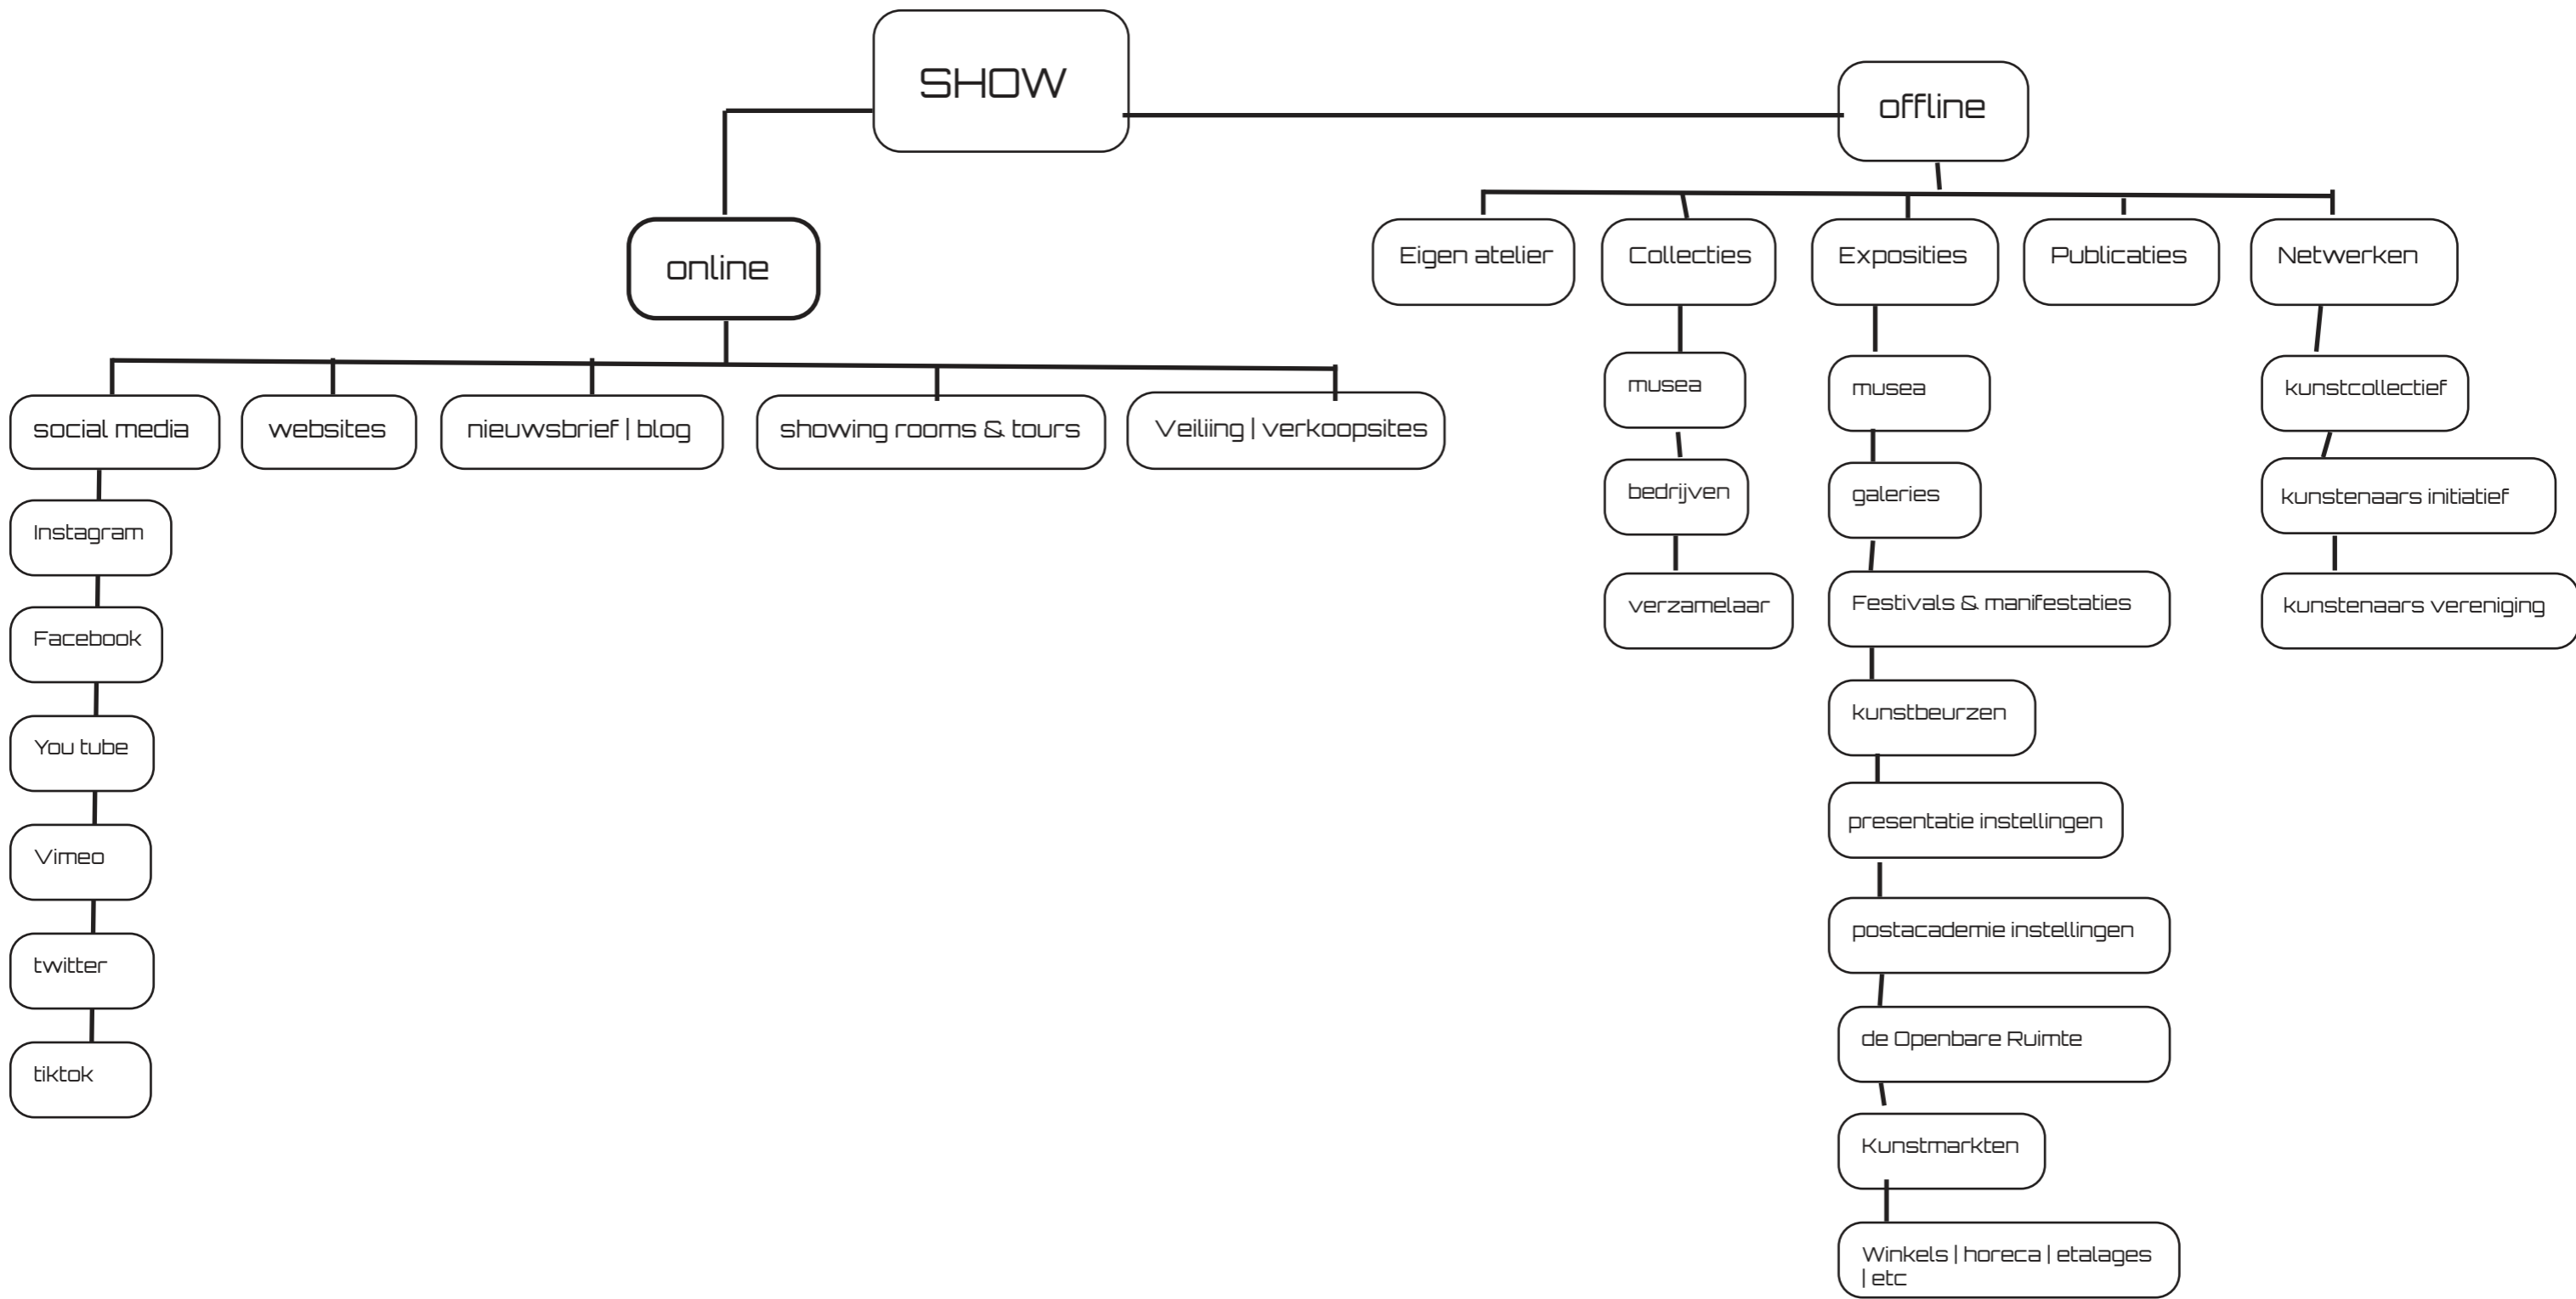 SHOW
offline
online
Eigen atelier
Collecties
Exposities
Publicaties
Netwerken
social media
websites
nieuwsbrief | blog
showing rooms & tours
Veiliing | verkoopsites
Instagram
Facebook
You tube
Vimeo
twitter
tiktok
musea
bedrijven
verzamelaar
musea
galeries
Festivals & manifestaties
kunstbeurzen
presentatie instellingen
postacademie instellingen
de Openbare Ruimte
Kunstmarkten
Winkels | horeca | etalages
| etc
kunstcollectief
kunstenaars initiatief
kunstenaars vereniging